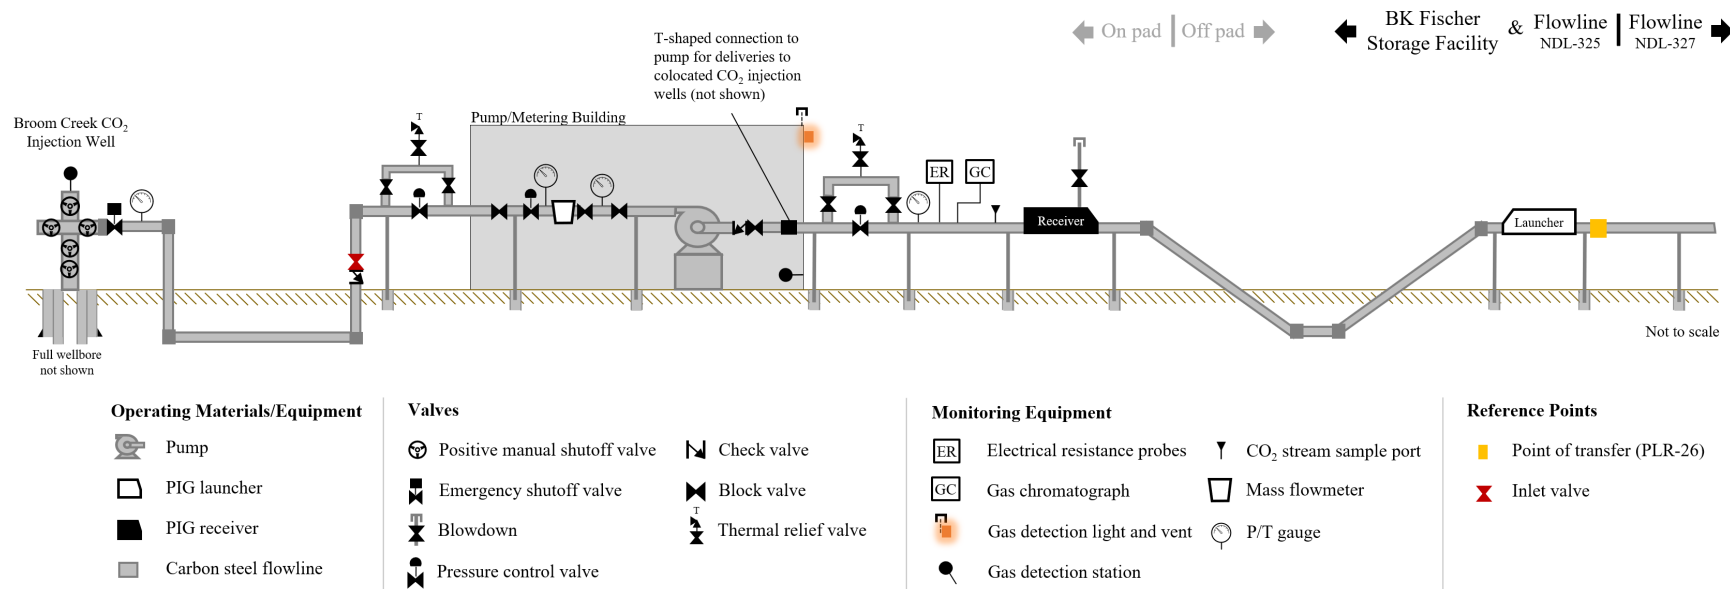 On pad
Off pad
BK Fischer
Storage Facility
&
Flowline
NDL-325
Flowline
NDL-327
T-shaped connection to
pump for deliveries to
colocated CO₂ injection
wells (not shown)
Broom Creek CO₂
Injection Well
Pump/Metering Building
T
T
ER
GC
Receiver
Launcher
Full wellbore
not shown
Not to scale
Operating Materials/Equipment
Pump
PIG launcher
PIG receiver
Carbon steel flowline
Valves
Positive manual shutoff valve
Emergency shutoff valve
Blowdown
Pressure control valve
Check valve
Block valve
T
Thermal relief valve
Monitoring Equipment
ER
Electrical resistance probes
GC
Gas chromatograph
Gas detection light and vent
Gas detection station
CO₂ stream sample port
Mass flowmeter
P/T gauge
Reference Points
Point of transfer (PLR-26)
Inlet valve